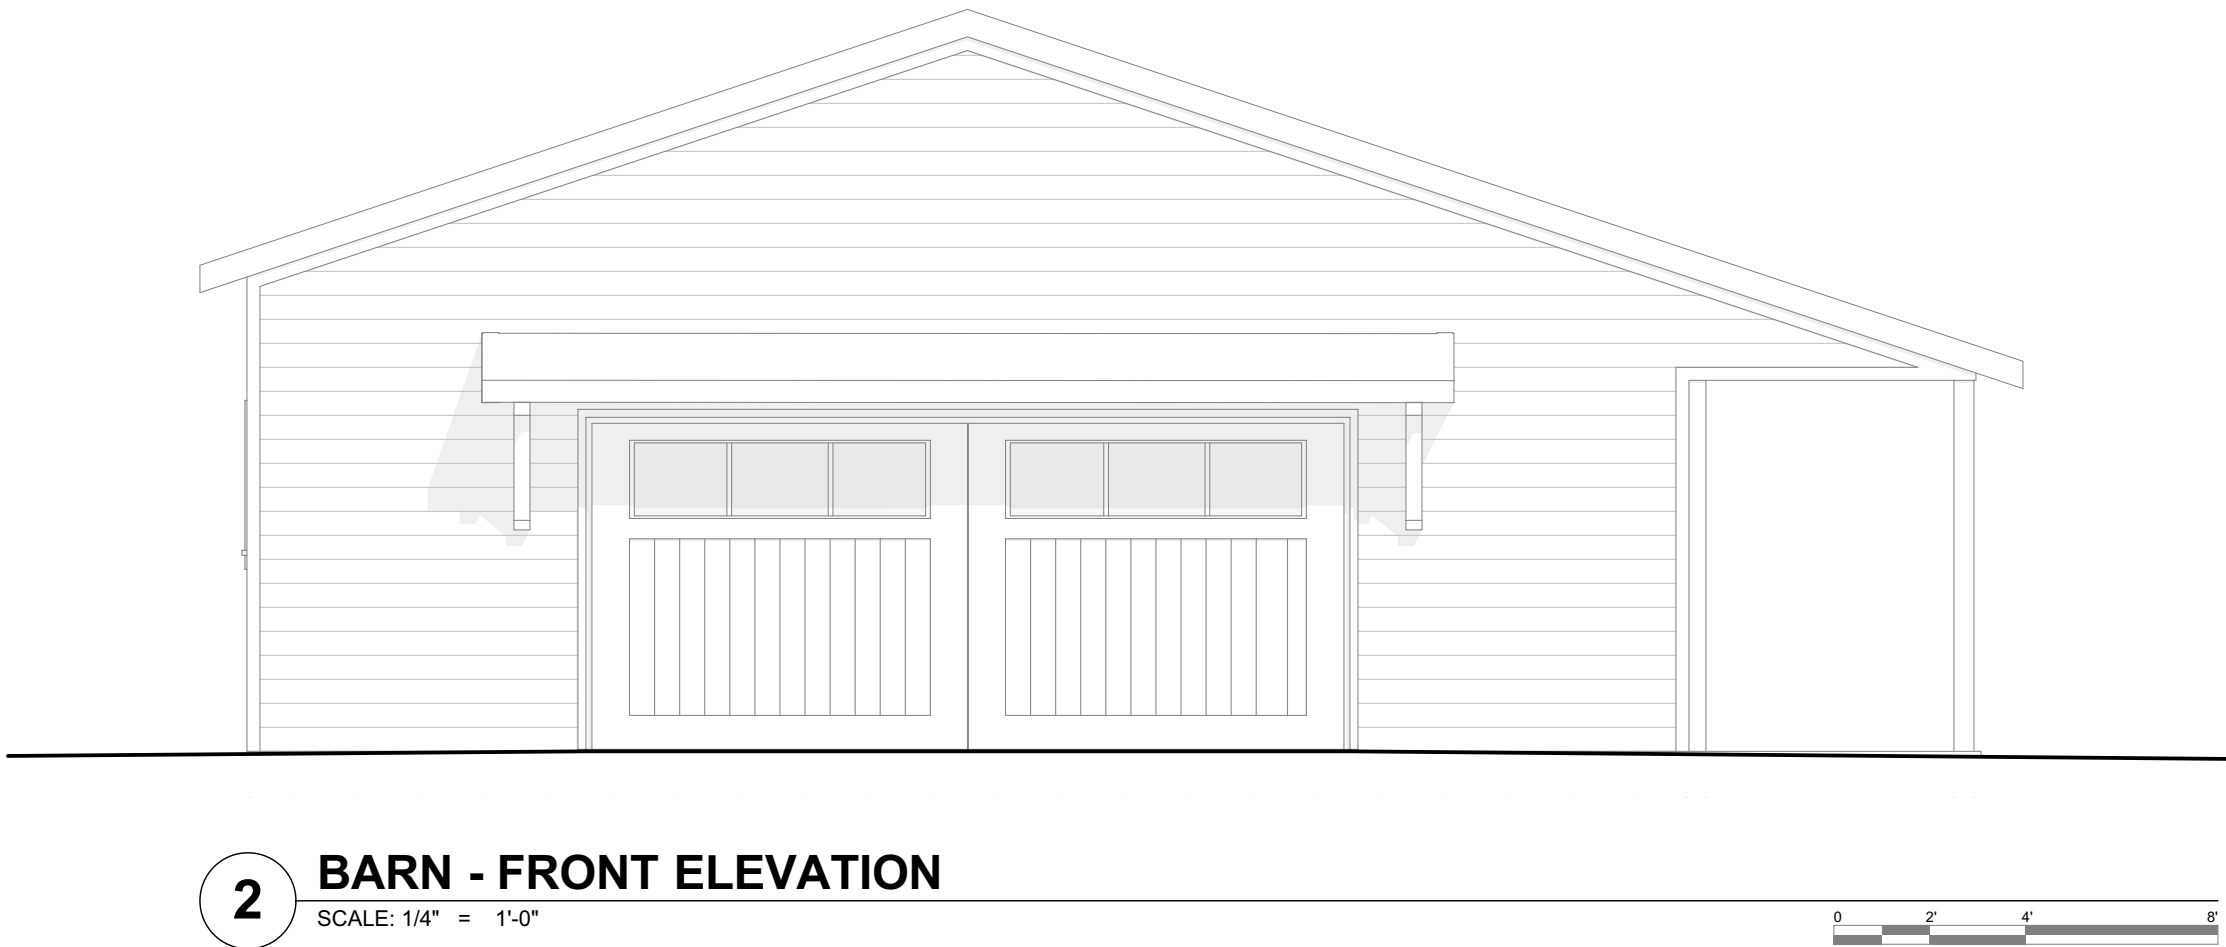 2
BARN - FRONT ELEVATION
SCALE: 1/4" = 1'-0"
0 2' 4' 8'